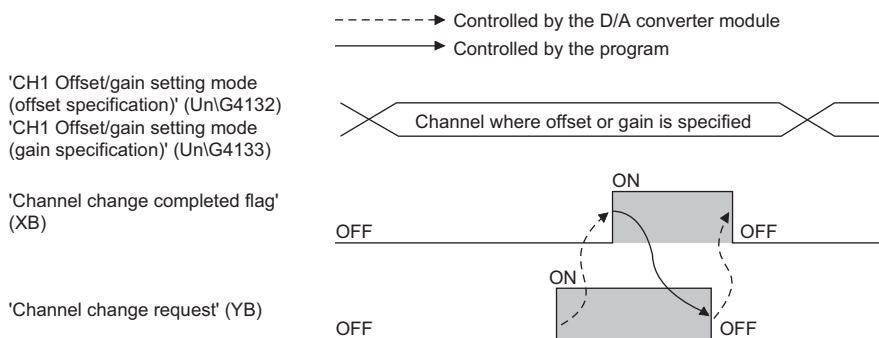 Controlled by the D/A converter module
Controlled by the program
'CH1 Offset/gain setting mode
(offset specification)' (Un\G4132)
'CH1 Offset/gain setting mode
(gain specification)' (Un\G4133)
Channel where offset or gain is specified
ON
'Channel change completed flag'
(XB)
OFF
OFF
ON
'Channel change request' (YB)
OFF
OFF